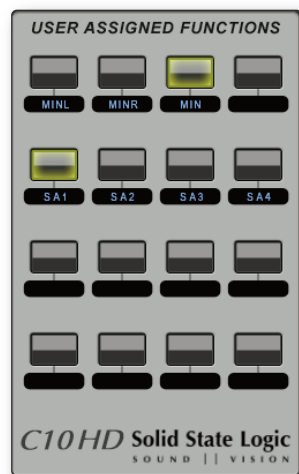 USER ASSIGNED FUNCTIONS
MINL MINR MIN
SA1 SA2 SA3 SA4
C10HD Solid State Logic
SOUND || VISION